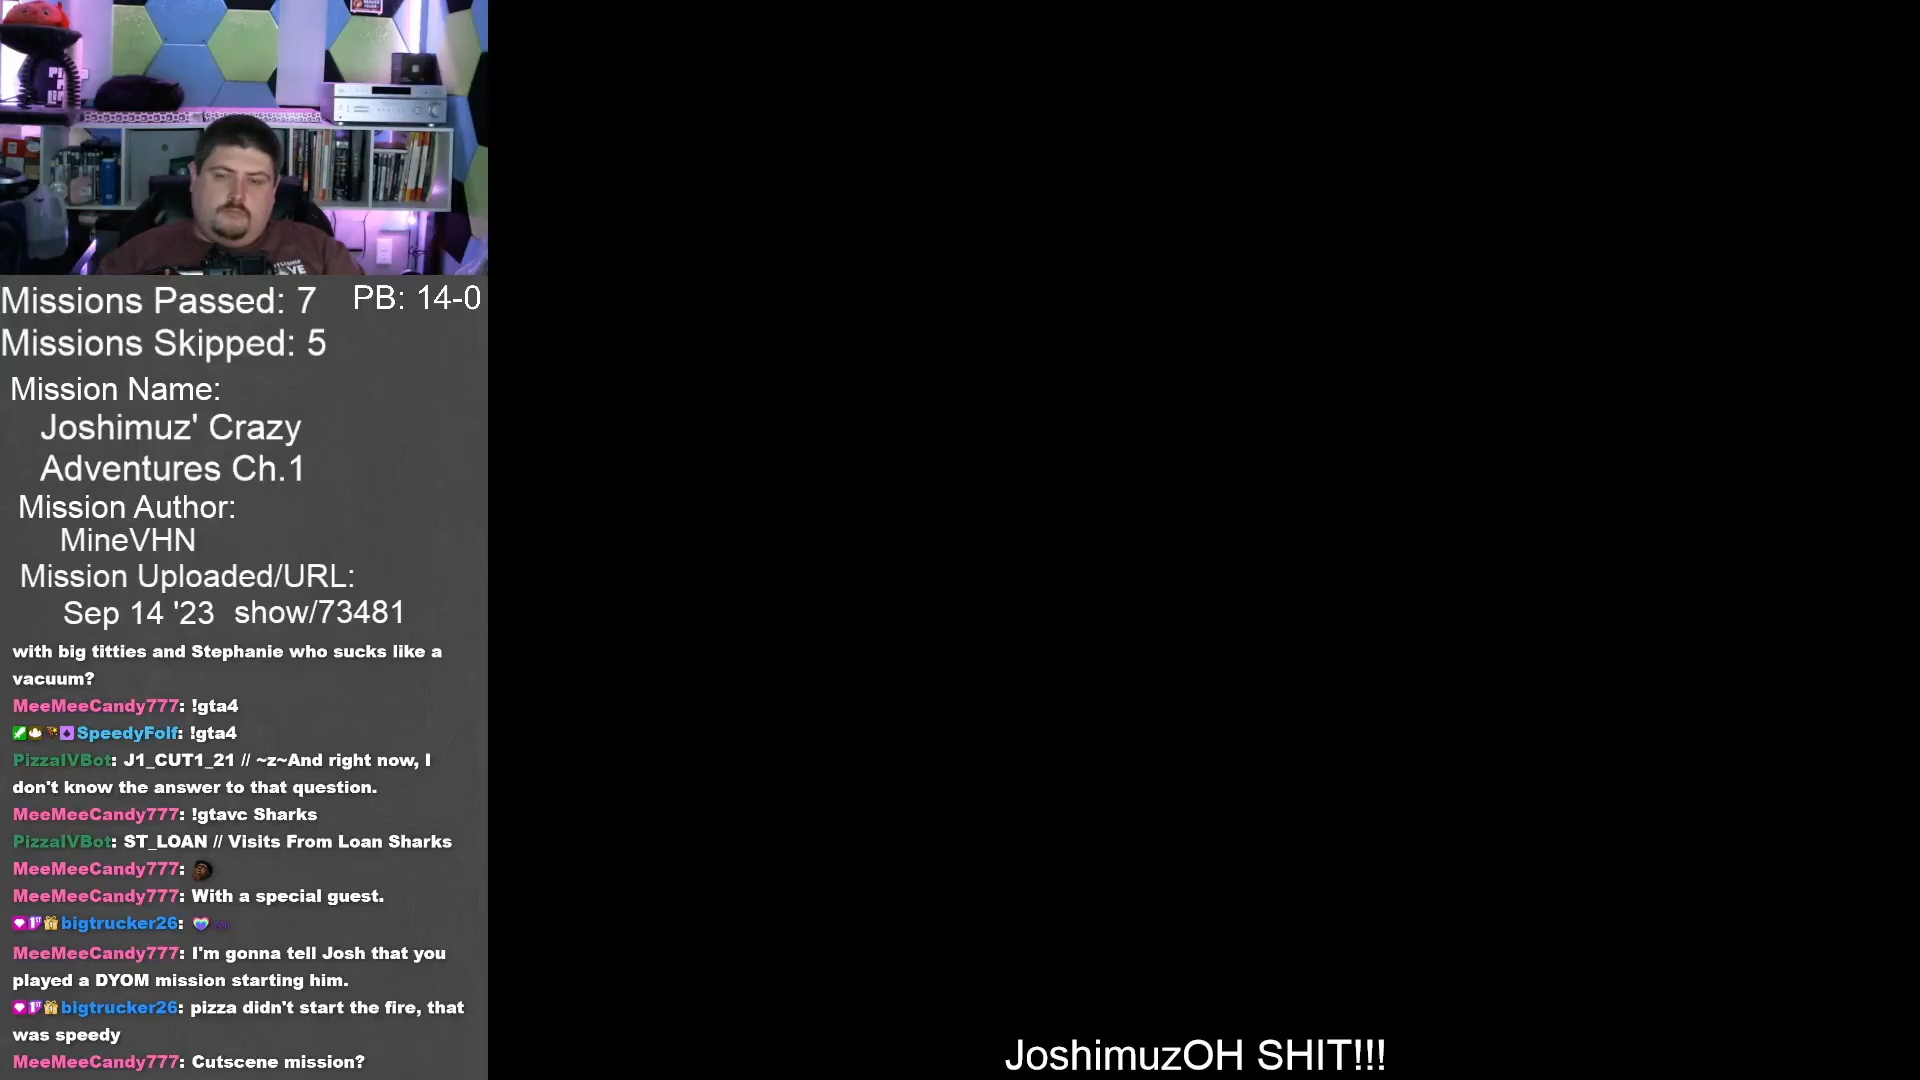 Missions Passed: 7
PB: 14-0
Missions Skipped: 5
Mission Name:
Joshimuz' Crazy
Adventures Ch.1
Mission Author:
MineVHN
Mission Uploaded/URL:
Sep 14 '23 show/73481
with big titties and Stephanie who sucks like a
vacuum?
MeeMeeCandy777: !gta4
SpeedyFolf: !gta4
PizzaIVBot: J1_CUT1_21 // ~z~And right now, I
don't know the answer to that question.
MeeMeeCandy777: !gtavc Sharks
PizzaIVBot: ST_LOAN // Visits From Loan Sharks
MeeMeeCandy777:
MeeMeeCandy777: With a special guest.
bigtrucker26:
MeeMeeCandy777: I'm gonna tell Josh that you
played a DYOM mission starting him.
bigtrucker26: pizza didn't start the fire, that
was speedy
MeeMeeCandy777: Cutscene mission?
JoshimuzOH SHIT!!!